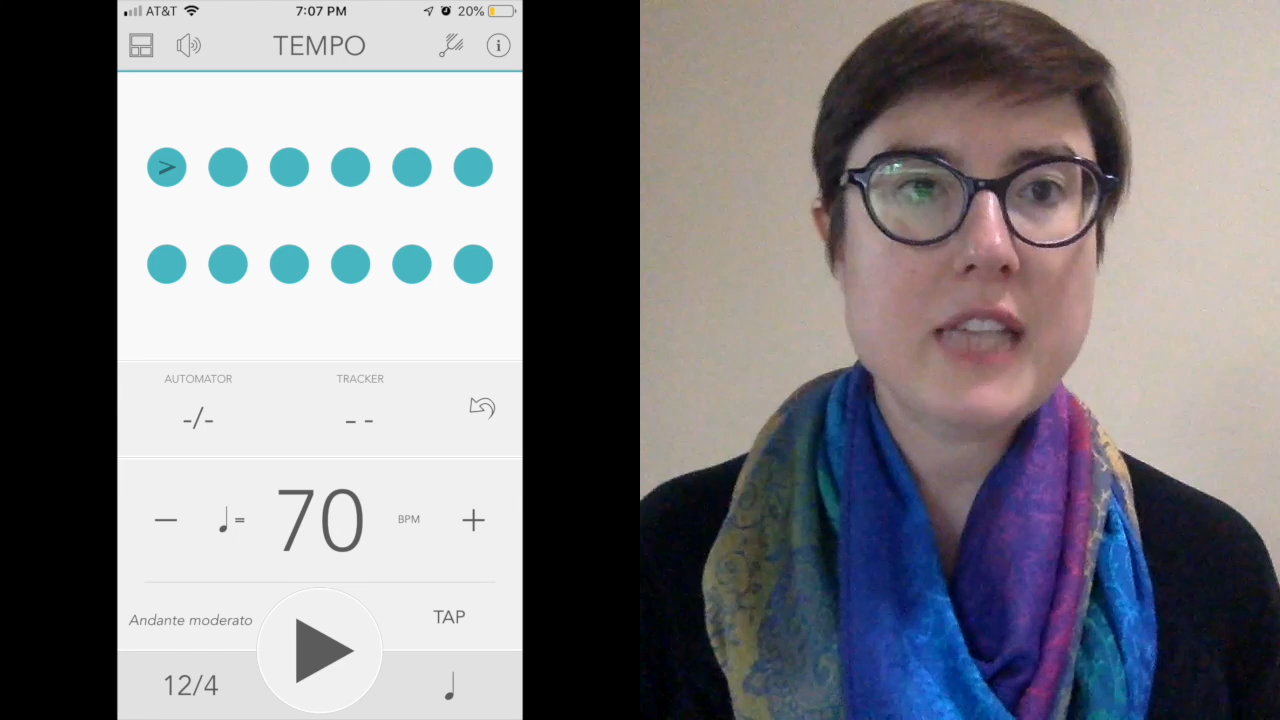 AT&T 7:07 PM 20%
TEMPO
>
AUTOMATOR TRACKER
-/- - -
− = 70 BPM +
Andante moderato TAP
12/4